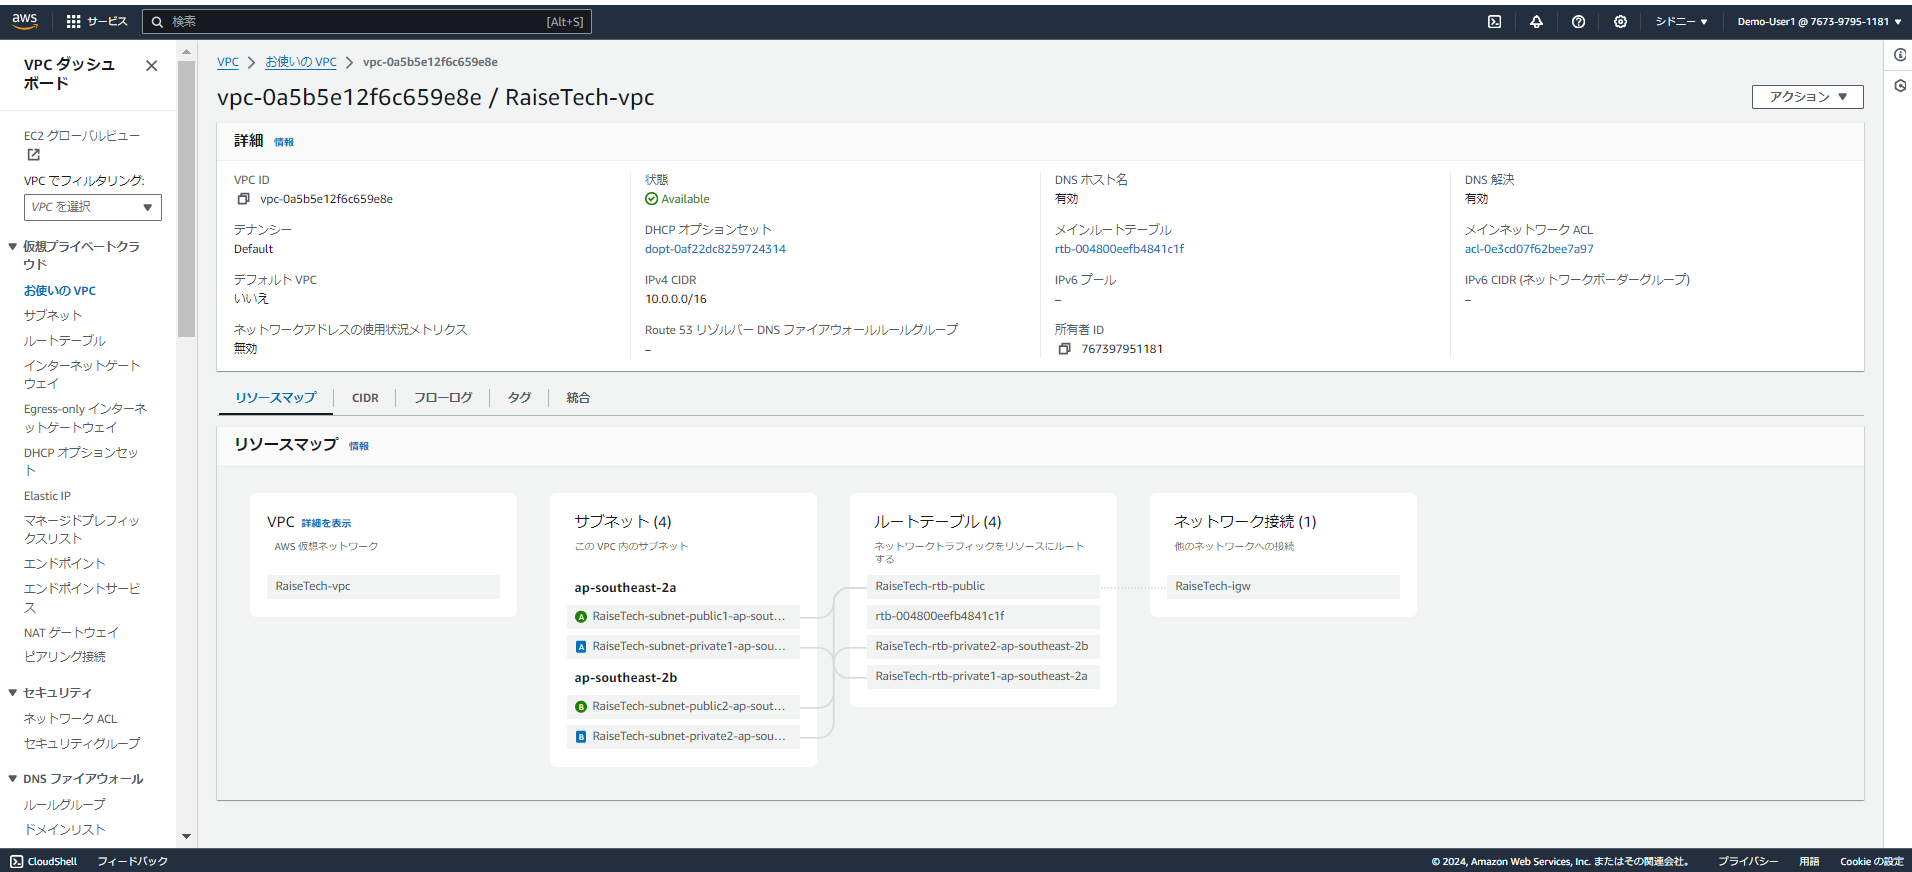 aws
サービス
検索
[Alt+S]
シドニー ▼
Demo-User1 @ 7673-9795-1181 ▼
VPC ダッシュ
ボード
EC2 グローバルビュー
VPC でフィルタリング:
VPC を選択
仮想プライベートクラ
ウド
お使いの VPC
サブネット
ルートテーブル
インターネットゲート
ウェイ
Egress-only インターネ
ットゲートウェイ
DHCP オプションセッ
ト
Elastic IP
マネージドプレフィッ
クスリスト
エンドポイント
エンドポイントサービ
ス
NAT ゲートウェイ
ピアリング接続
セキュリティ
ネットワーク ACL
セキュリティグループ
DNS ファイアウォール
ルールグループ
ドメインリスト
VPC > お使いの VPC > vpc-0a5b5e12f6c659e8e
vpc-0a5b5e12f6c659e8e / RaiseTech-vpc
アクション ▼
詳細 情報
VPC ID
vpc-0a5b5e12f6c659e8e
状態
Available
DNS ホスト名
有効
DNS 解決
有効
テナンシー
Default
DHCP オプションセット
dopt-0af22dc8259724314
メインルートテーブル
rtb-004800eefb4841c1f
メインネットワーク ACL
acl-0e3cd07f62bee7a97
デフォルト VPC
いいえ
IPv4 CIDR
10.0.0.0/16
IPv6 プール
–
IPv6 CIDR (ネットワークボーダーグループ)
–
ネットワークアドレスの使用状況メトリクス
無効
Route 53 リゾルバー DNS ファイアウォールルールグループ
–
所有者 ID
767397951181
リソースマップ
CIDR
フローログ
タグ
統合
リソースマップ 情報
VPC 詳細を表示
AWS 仮想ネットワーク
RaiseTech-vpc
サブネット (4)
この VPC 内のサブネット
ap-southeast-2a
A RaiseTech-subnet-public1-ap-sout...
A RaiseTech-subnet-private1-ap-sou...
ap-southeast-2b
B RaiseTech-subnet-public2-ap-sout...
B RaiseTech-subnet-private2-ap-sou...
ルートテーブル (4)
ネットワークトラフィックをリソースにルート
する
RaiseTech-rtb-public
rtb-004800eefb4841c1f
RaiseTech-rtb-private2-ap-southeast-2b
RaiseTech-rtb-private1-ap-southeast-2a
ネットワーク接続 (1)
他のネットワークへの接続
RaiseTech-igw
CloudShell
フィードバック
© 2024, Amazon Web Services, Inc. またはその関連会社。
プライバシー
用語
Cookie の設定